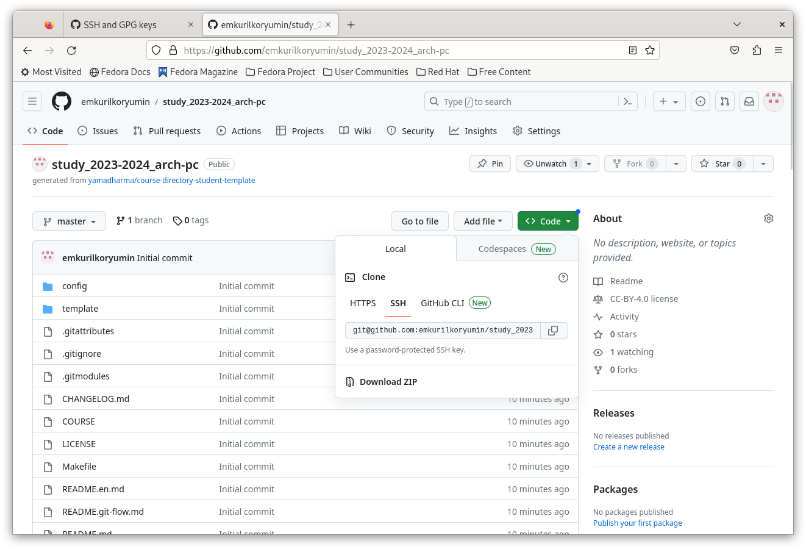 SSH and GPG keys
emkurilkoryumin/study_2
https://github.com/emkurilkoryumin/study_2023-2024_arch-pc
Most Visited Fedora Docs Fedora Magazine Fedora Project User Communities Red Hat Free Content
emkurilkoryumin / study_2023-2024_arch-pc
Type / to search
Code Issues Pull requests Actions Projects Wiki Security Insights Settings
study_2023-2024_arch-pc Public
Pin Unwatch 1 Fork 0 Star 0
generated from yamadharma/course-directory-student-template
master 1 branch 0 tags Go to file Add file Code
Local Codespaces New
Clone
HTTPS SSH GitHub CLI New
git@github.com:emkurilkoryumin/study_2023
Use a password-protected SSH key.
Download ZIP
emkurilkoryumin Initial commit
config Initial commit
template Initial commit
.gitattributes Initial commit
.gitignore Initial commit
.gitmodules Initial commit
CHANGELOG.md Initial commit 10 minutes ago
COURSE Initial commit 10 minutes ago
LICENSE Initial commit 10 minutes ago
Makefile Initial commit 10 minutes ago
README.en.md Initial commit 10 minutes ago
README.git-flow.md Initial commit 10 minutes ago
README.md Initial commit 10 minutes ago
About
No description, website, or topics
provided.
Readme
CC-BY-4.0 license
Activity
0 stars
1 watching
0 forks
Releases
No releases published
Create a new release
Packages
No packages published
Publish your first package